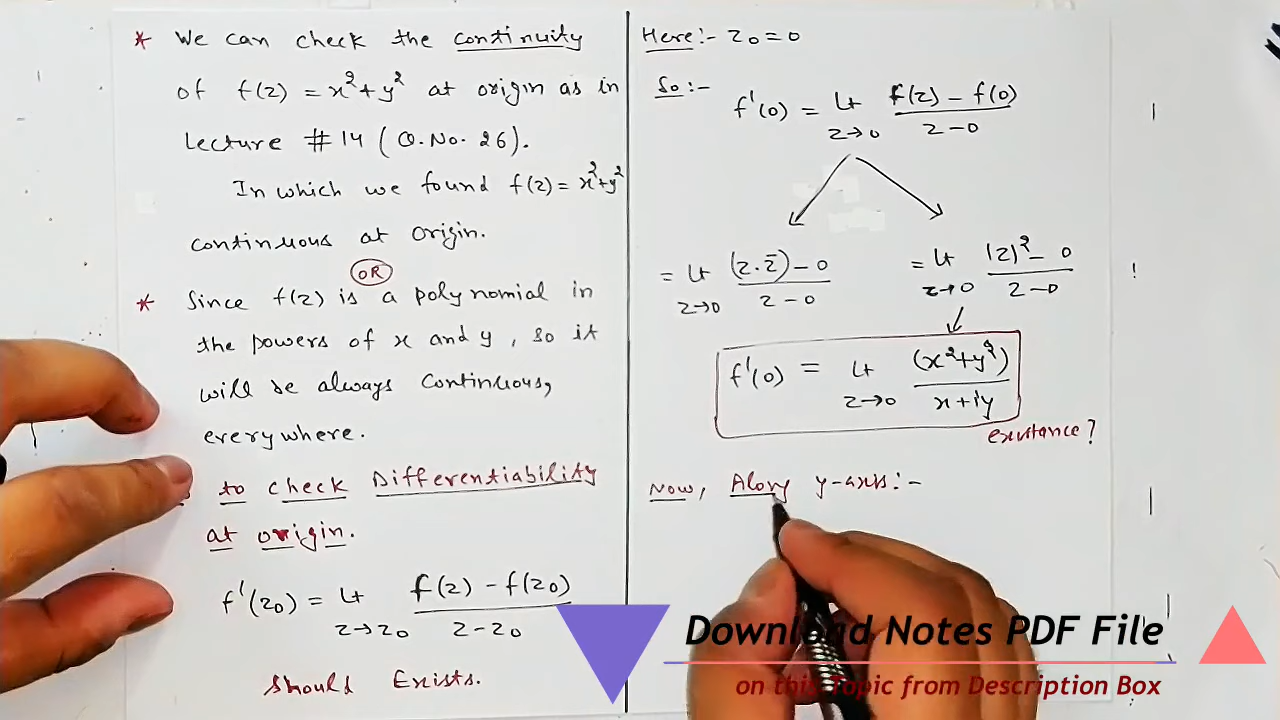 * We can check the continuity
of f(z) = x²+y² at origin as in
Lecture #14 (Q.No. 26).
In which we found f(z)= x²+y²
continuous at origin.
OR
* Since f(z) is a polynomial in
the powers of x and y, so it
will be always continuous,
everywhere.
to check Differentiability
at origin.
f'(z₀) = Lt f(z) - f(z₀)
z→z₀ z-z₀
Should Exists.
Here:- z₀=0
So:-
f'(0) = Lt f(z) - f(0)
z→0 z-0
= Lt (z.z̄)-0
z→0 z-0
= Lt |z|²- 0
z→0 z-0
f'(0) = Lt (x²+y²)
z→0 x+iy
existance?
Now, Along y-axis:-
Download Notes PDF File
on this Topic from Description Box